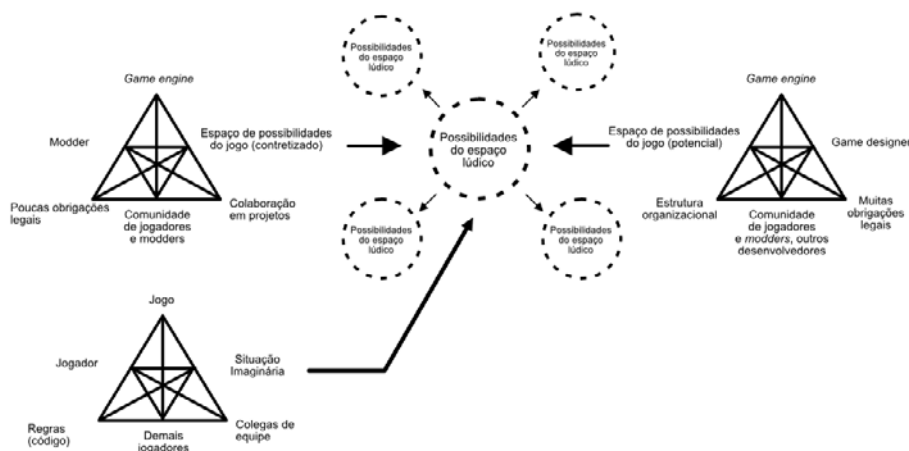 Possibilidades
do espaço
lúdico
Possibilidades
do espaço
lúdico
Game engine
Modder
Espaço de possibilidades
do jogo (contretizado)
Poucas obrigações
legais
Comunidade
de jogadores
e modders
Colaboração
em projetos
Possibilidades
do espaço
lúdico
Game engine
Espaço de possibilidades
do jogo (potencial)
Game designer
Estrutura
organizacional
Comunidade
de jogadores
e modders, outros
desenvolvedores
Muitas
obrigações
legais
Possibilidades
do espaço
lúdico
Possibilidades
do espaço
lúdico
Jogo
Jogador
Situação
Imaginária
Regras
(código)
Demais
jogadores
Colegas de
equipe